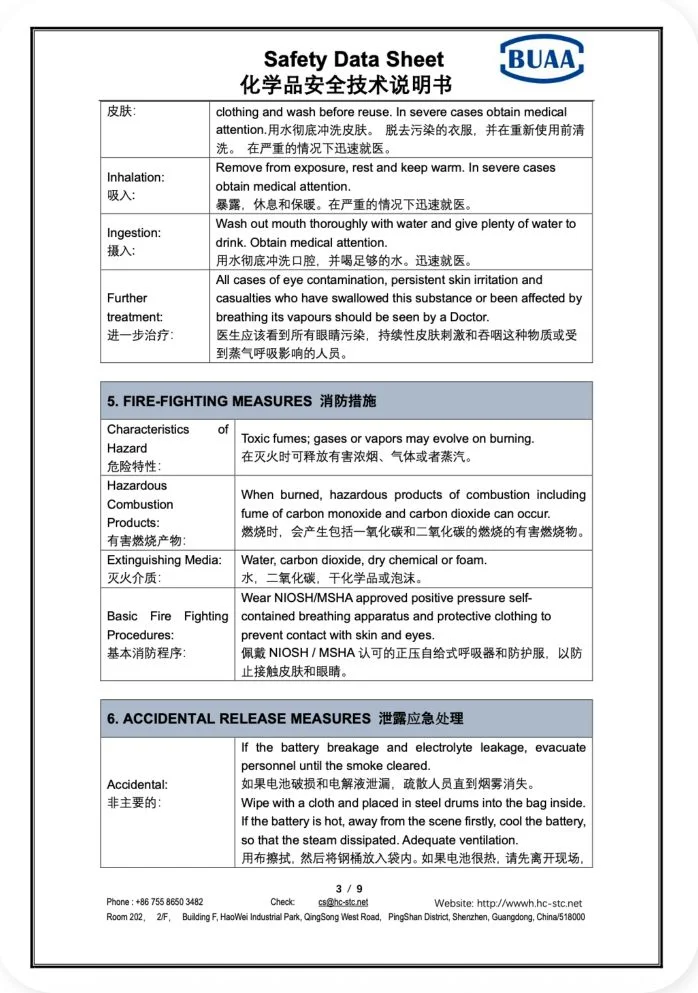 Safety Data Sheet
BUAA
化学品安全技术说明书
皮肤:
clothing and wash before reuse. In severe cases obtain medical
attention.用水彻底冲洗皮肤。 脱去污染的衣服，并在重新使用前清
洗。 在严重的情况下迅速就医。
Inhalation:
吸入:
Remove from exposure, rest and keep warm. In severe cases
obtain medical attention.
暴露，休息和保暖。在严重的情况下迅速就医。
Ingestion:
摄入:
Wash out mouth thoroughly with water and give plenty of water to
drink. Obtain medical attention.
用水彻底冲洗口腔，并喝足够的水。迅速就医。
Further
treatment:
进一步治疗:
All cases of eye contamination, persistent skin irritation and
casualties who have swallowed this substance or been affected by
breathing its vapours should be seen by a Doctor.
医生应该看到所有眼睛污染，持续性皮肤刺激和吞咽这种物质或受
到蒸气呼吸影响的人员。
5. FIRE-FIGHTING MEASURES 消防措施
Characteristics of
Hazard
危险特性:
Toxic fumes; gases or vapors may evolve on burning.
在灭火时可释放有害浓烟、气体或者蒸汽。
Hazardous
Combustion
Products:
有害燃烧产物:
When burned, hazardous products of combustion including
fume of carbon monoxide and carbon dioxide can occur.
燃烧时，会产生包括一氧化碳和二氧化碳的燃烧的有害燃烧物。
Extinguishing Media:
灭火介质:
Water, carbon dioxide, dry chemical or foam.
水，二氧化碳，干化学品或泡沫。
Basic Fire Fighting
Procedures:
基本消防程序:
Wear NIOSH/MSHA approved positive pressure self-
contained breathing apparatus and protective clothing to
prevent contact with skin and eyes.
佩戴 NIOSH / MSHA 认可的正压自给式呼吸器和防护服，以防
止接触皮肤和眼睛。
6. ACCIDENTAL RELEASE MEASURES 泄露应急处理
Accidental:
非主要的:
If the battery breakage and electrolyte leakage, evacuate
personnel until the smoke cleared.
如果电池破损和电解液泄漏，疏散人员直到烟雾消失。
Wipe with a cloth and placed in steel drums into the bag inside.
If the battery is hot, away from the scene firstly, cool the battery,
so that the steam dissipated. Adequate ventilation.
用布擦拭，然后将钢桶放入袋内。如果电池很热，请先离开现场，
3 / 9
Phone : +86 755 8650 3482 Check: cs@hc-stc.net Website: http://wwwh.hc-stc.net
Room 202， 2/F， Building F, HaoWei Industrial Park, QingSong West Road, PingShan District, Shenzhen, Guangdong, China/518000